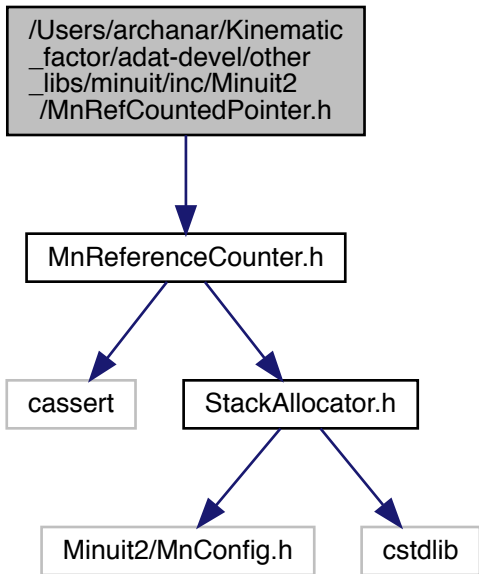 /Users/archanar/Kinematic
_factor/adat-devel/other
_libs/minuit/inc/Minuit2
/MnRefCountedPointer.h
MnReferenceCounter.h
cassert
StackAllocator.h
Minuit2/MnConfig.h
cstdlib